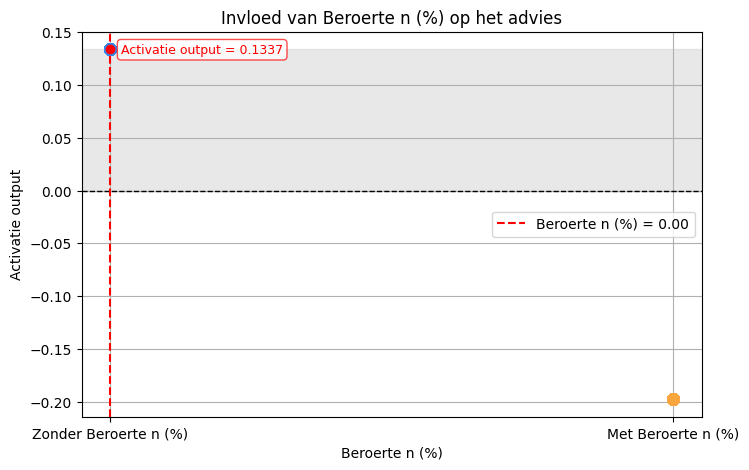 Invloed van Beroerte n (%) op het advies
0.15
Activatie output = 0.1337
0.10
0.05
0.00
Beroerte n (%) = 0.00
−0.05
−0.10
−0.15
−0.20
Activatie output
Zonder Beroerte n (%)
Met Beroerte n (%)
Beroerte n (%)